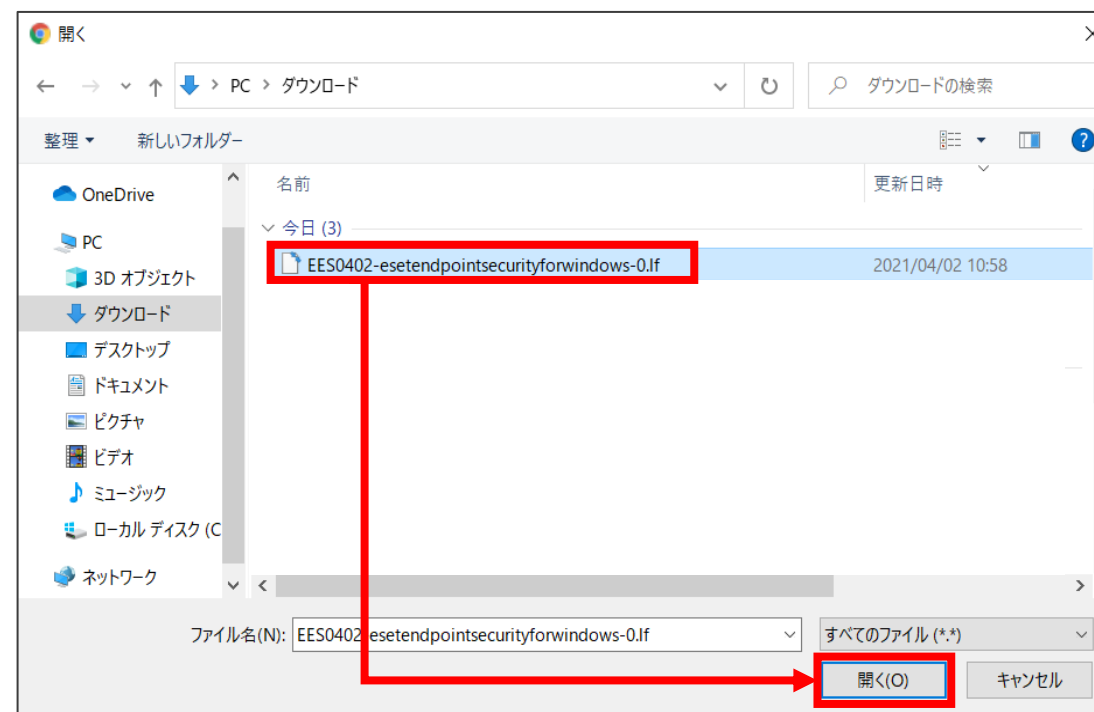 開く
PC > ダウンロード
ダウンロードの検索
整理
新しいフォルダー
?
名前
更新日時
OneDrive
PC
3D オブジェクト
ダウンロード
デスクトップ
ドキュメント
ピクチャ
ビデオ
ミュージック
ローカル ディスク (C
ネットワーク
今日 (3)
EES0402-esetendpointsecurityforwindows-0.lf
2021/04/02 10:58
ファイル名(N):
EES0402-esetendpointsecurityforwindows-0.lf
すべてのファイル (*.*)
開く(O)
キャンセル